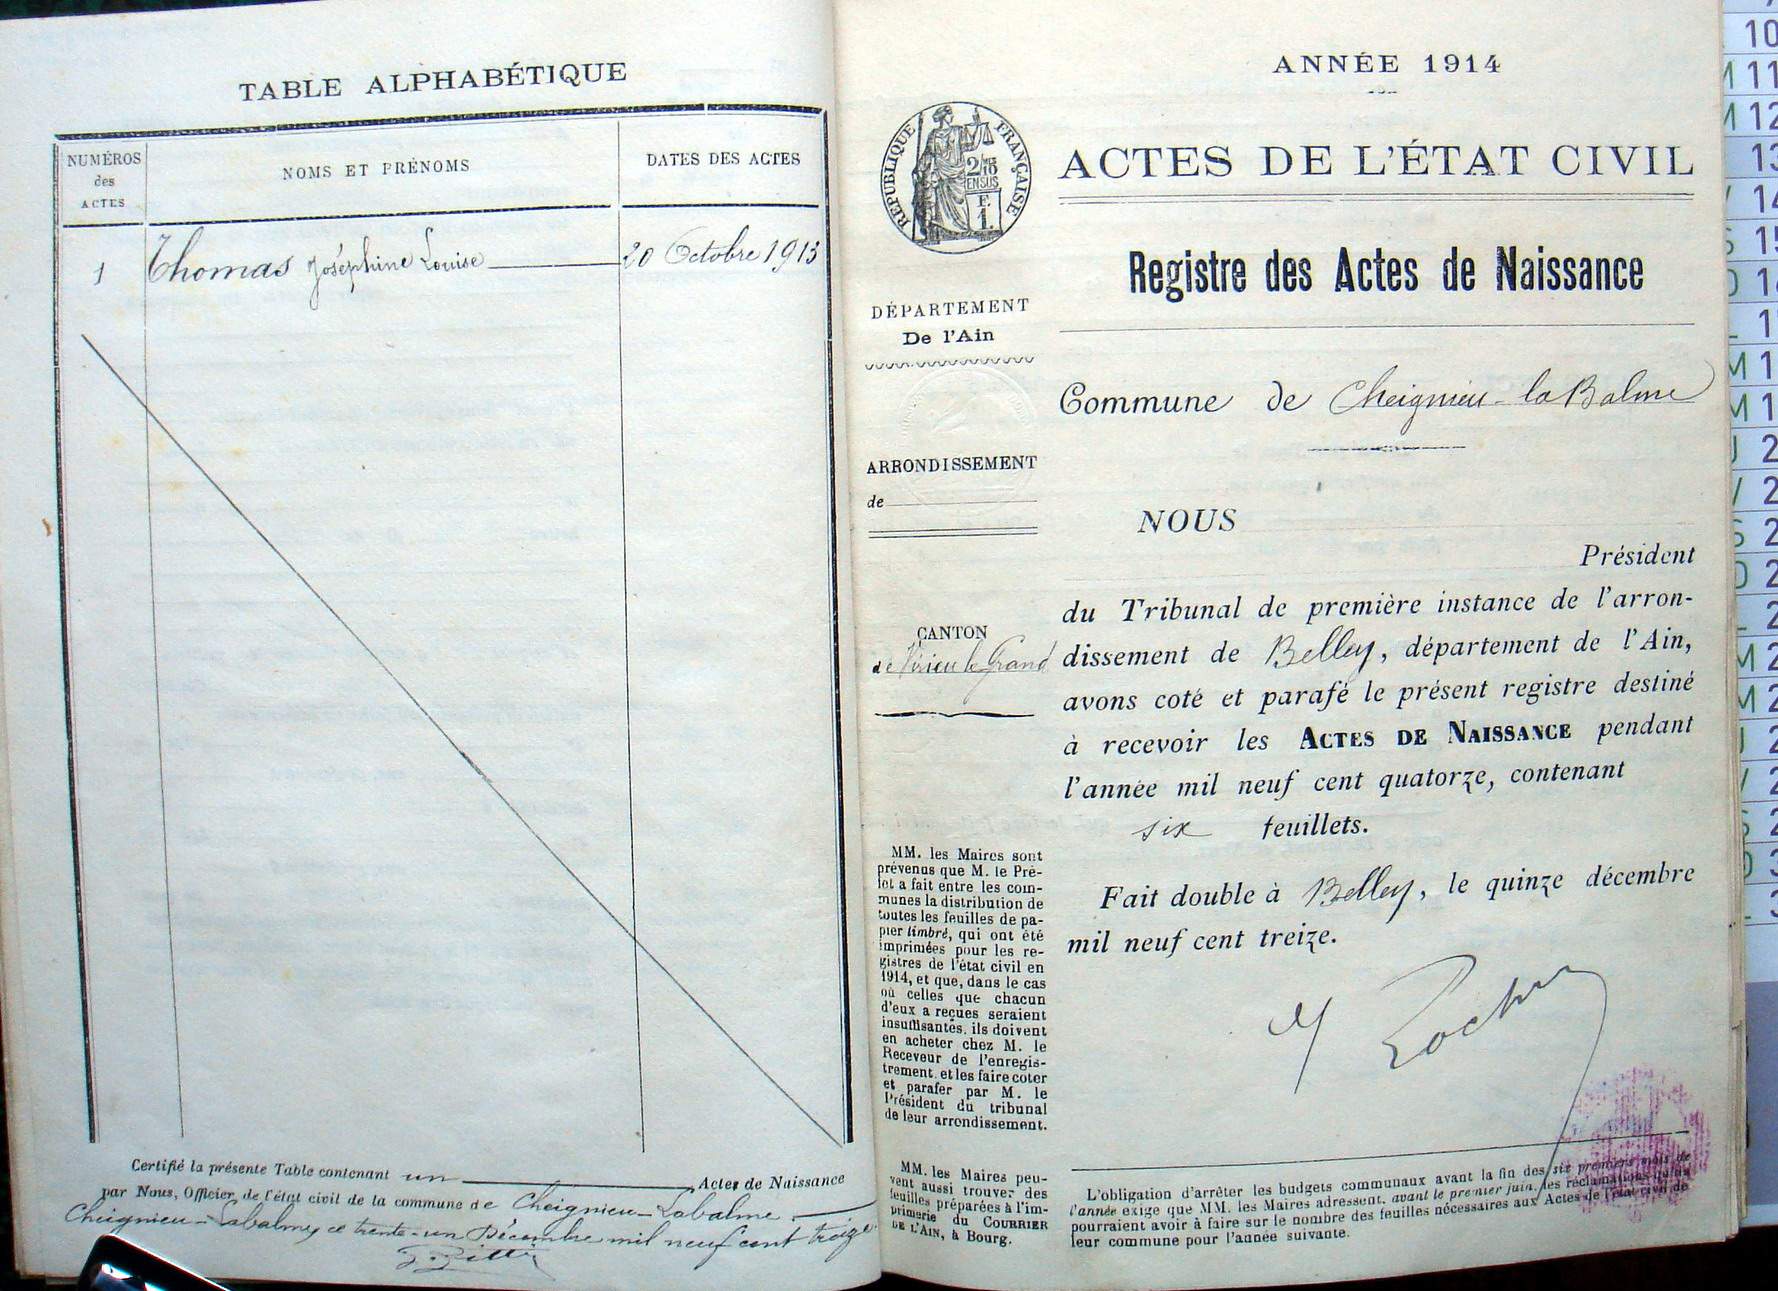 TABLE ALPHABÉTIQUE
NUMÉROS
des
ACTES
NOMS ET PRÉNOMS
DATES DES ACTES
1 Thomas Joséphine Louise 20 Octobre 1913
Certifié la présente Table contenant un Actes de Naissance
par Nous, Officier de l'état civil de la commune de Cheignieu-Labalme
Cheignieu-Labalme, ce trente-un Décembre mil neuf cent treize
ANNÉE 1914
RÉPUBLIQUE FRANÇAISE
2/10
EN SUS
E.
1
ACTES DE L'ÉTAT CIVIL
Registre des Actes de Naissance
DÉPARTEMENT
De l'Ain
ARRONDISSEMENT
de
CANTON
de Virieu le Grand
MM. les Maires sont
prévenus que M. le Pré-
fet a fait entre les com-
munes la distribution de
toutes les feuilles de pa-
pier timbré, qui ont été
imprimées pour les re-
gistres de l'état civil en
1914, et que, dans le cas
où celles que chacun
d'eux a reçues seraient
insuffisantes, ils doivent
en acheter chez M. le
Receveur de l'enregis-
trement et les faire coter
et parafer par M. le
Président du tribunal
de leur arrondissement.
MM. les Maires peu-
vent aussi trouver des
feuilles préparées à l'im-
primerie du COURRIER
DE L'AIN, à Bourg.
Commune de Cheignieu-la Balme
NOUS
Président
du Tribunal de première instance de l'arron-
dissement de Belley, département de l'Ain,
avons coté et parafé le présent registre destiné
à recevoir les ACTES DE NAISSANCE pendant
l'année mil neuf cent quatorze, contenant
six feuillets.
Fait double à Belley, le quinze décembre
mil neuf cent treize.
L'obligation d'arrêter les budgets communaux avant la fin des six premiers mois de
l'année exige que MM. les Maires adressent, avant le premier juin, les réclamations qu'ils
pourraient avoir à faire sur le nombre des feuilles nécessaires aux Actes de l'état civil de
leur commune pour l'année suivante.